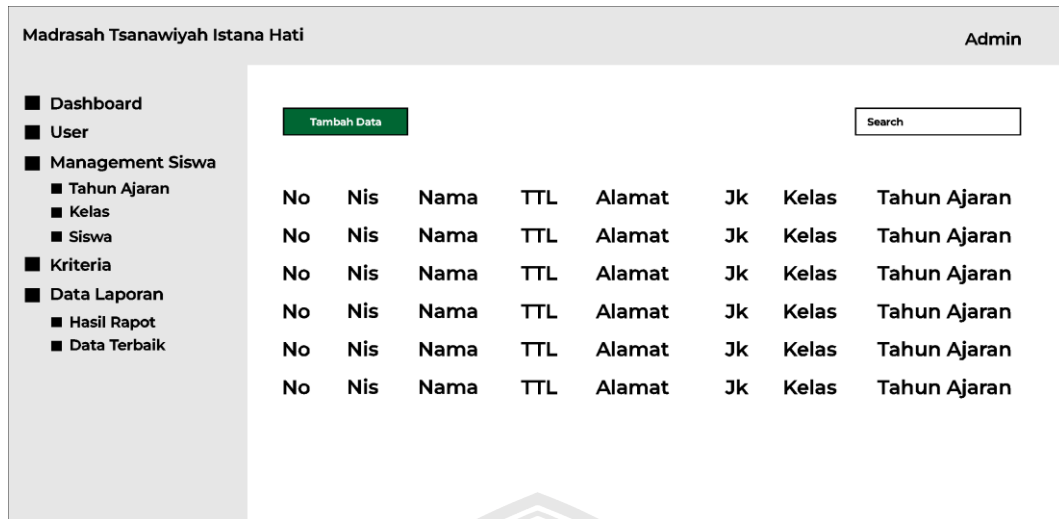 Madrasah Tsanawiyah Istana Hati
Admin
Dashboard
User
Management Siswa
Tahun Ajaran
Kelas
Siswa
Kriteria
Data Laporan
Hasil Rapot
Data Terbaik
Tambah Data
Search
No Nis Nama TTL Alamat Jk Kelas Tahun Ajaran
No Nis Nama TTL Alamat Jk Kelas Tahun Ajaran
No Nis Nama TTL Alamat Jk Kelas Tahun Ajaran
No Nis Nama TTL Alamat Jk Kelas Tahun Ajaran
No Nis Nama TTL Alamat Jk Kelas Tahun Ajaran
No Nis Nama TTL Alamat Jk Kelas Tahun Ajaran